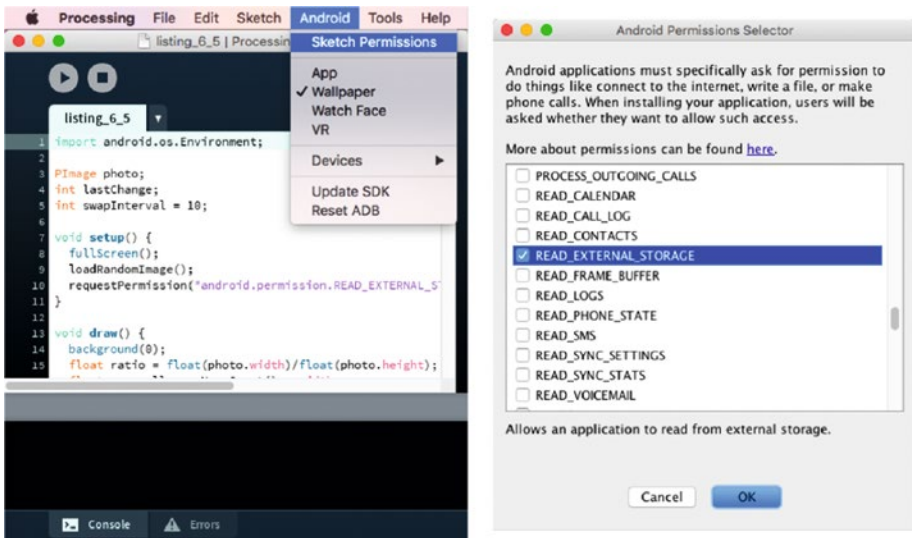 Processing File Edit Sketch Android Tools Help
listing_6_5 | Processin
Sketch Permissions
App
✓ Wallpaper
Watch Face
VR
Devices
Update SDK
Reset ADB
listing_6_5
1 import android.os.Environment;
2
3 PImage photo;
4 int lastChange;
5 int swapInterval = 10;
6
7 void setup() {
8 fullScreen();
9 loadRandomImage();
10 requestPermission("android.permission.READ_EXTERNAL_S
11 }
12
13 void draw() {
14 background(0);
15 float ratio = float(photo.width)/float(photo.height);
Console
Errors
Android Permissions Selector
Android applications must specifically ask for permission to
do things like connect to the internet, write a file, or make
phone calls. When installing your application, users will be
asked whether they want to allow such access.
More about permissions can be found here.
PROCESS_OUTGOING_CALLS
READ_CALENDAR
READ_CALL_LOG
READ_CONTACTS
READ_EXTERNAL_STORAGE
READ_FRAME_BUFFER
READ_LOGS
READ_PHONE_STATE
READ_SMS
READ_SYNC_SETTINGS
READ_SYNC_STATS
READ_VOICEMAIL
Allows an application to read from external storage.
Cancel
OK